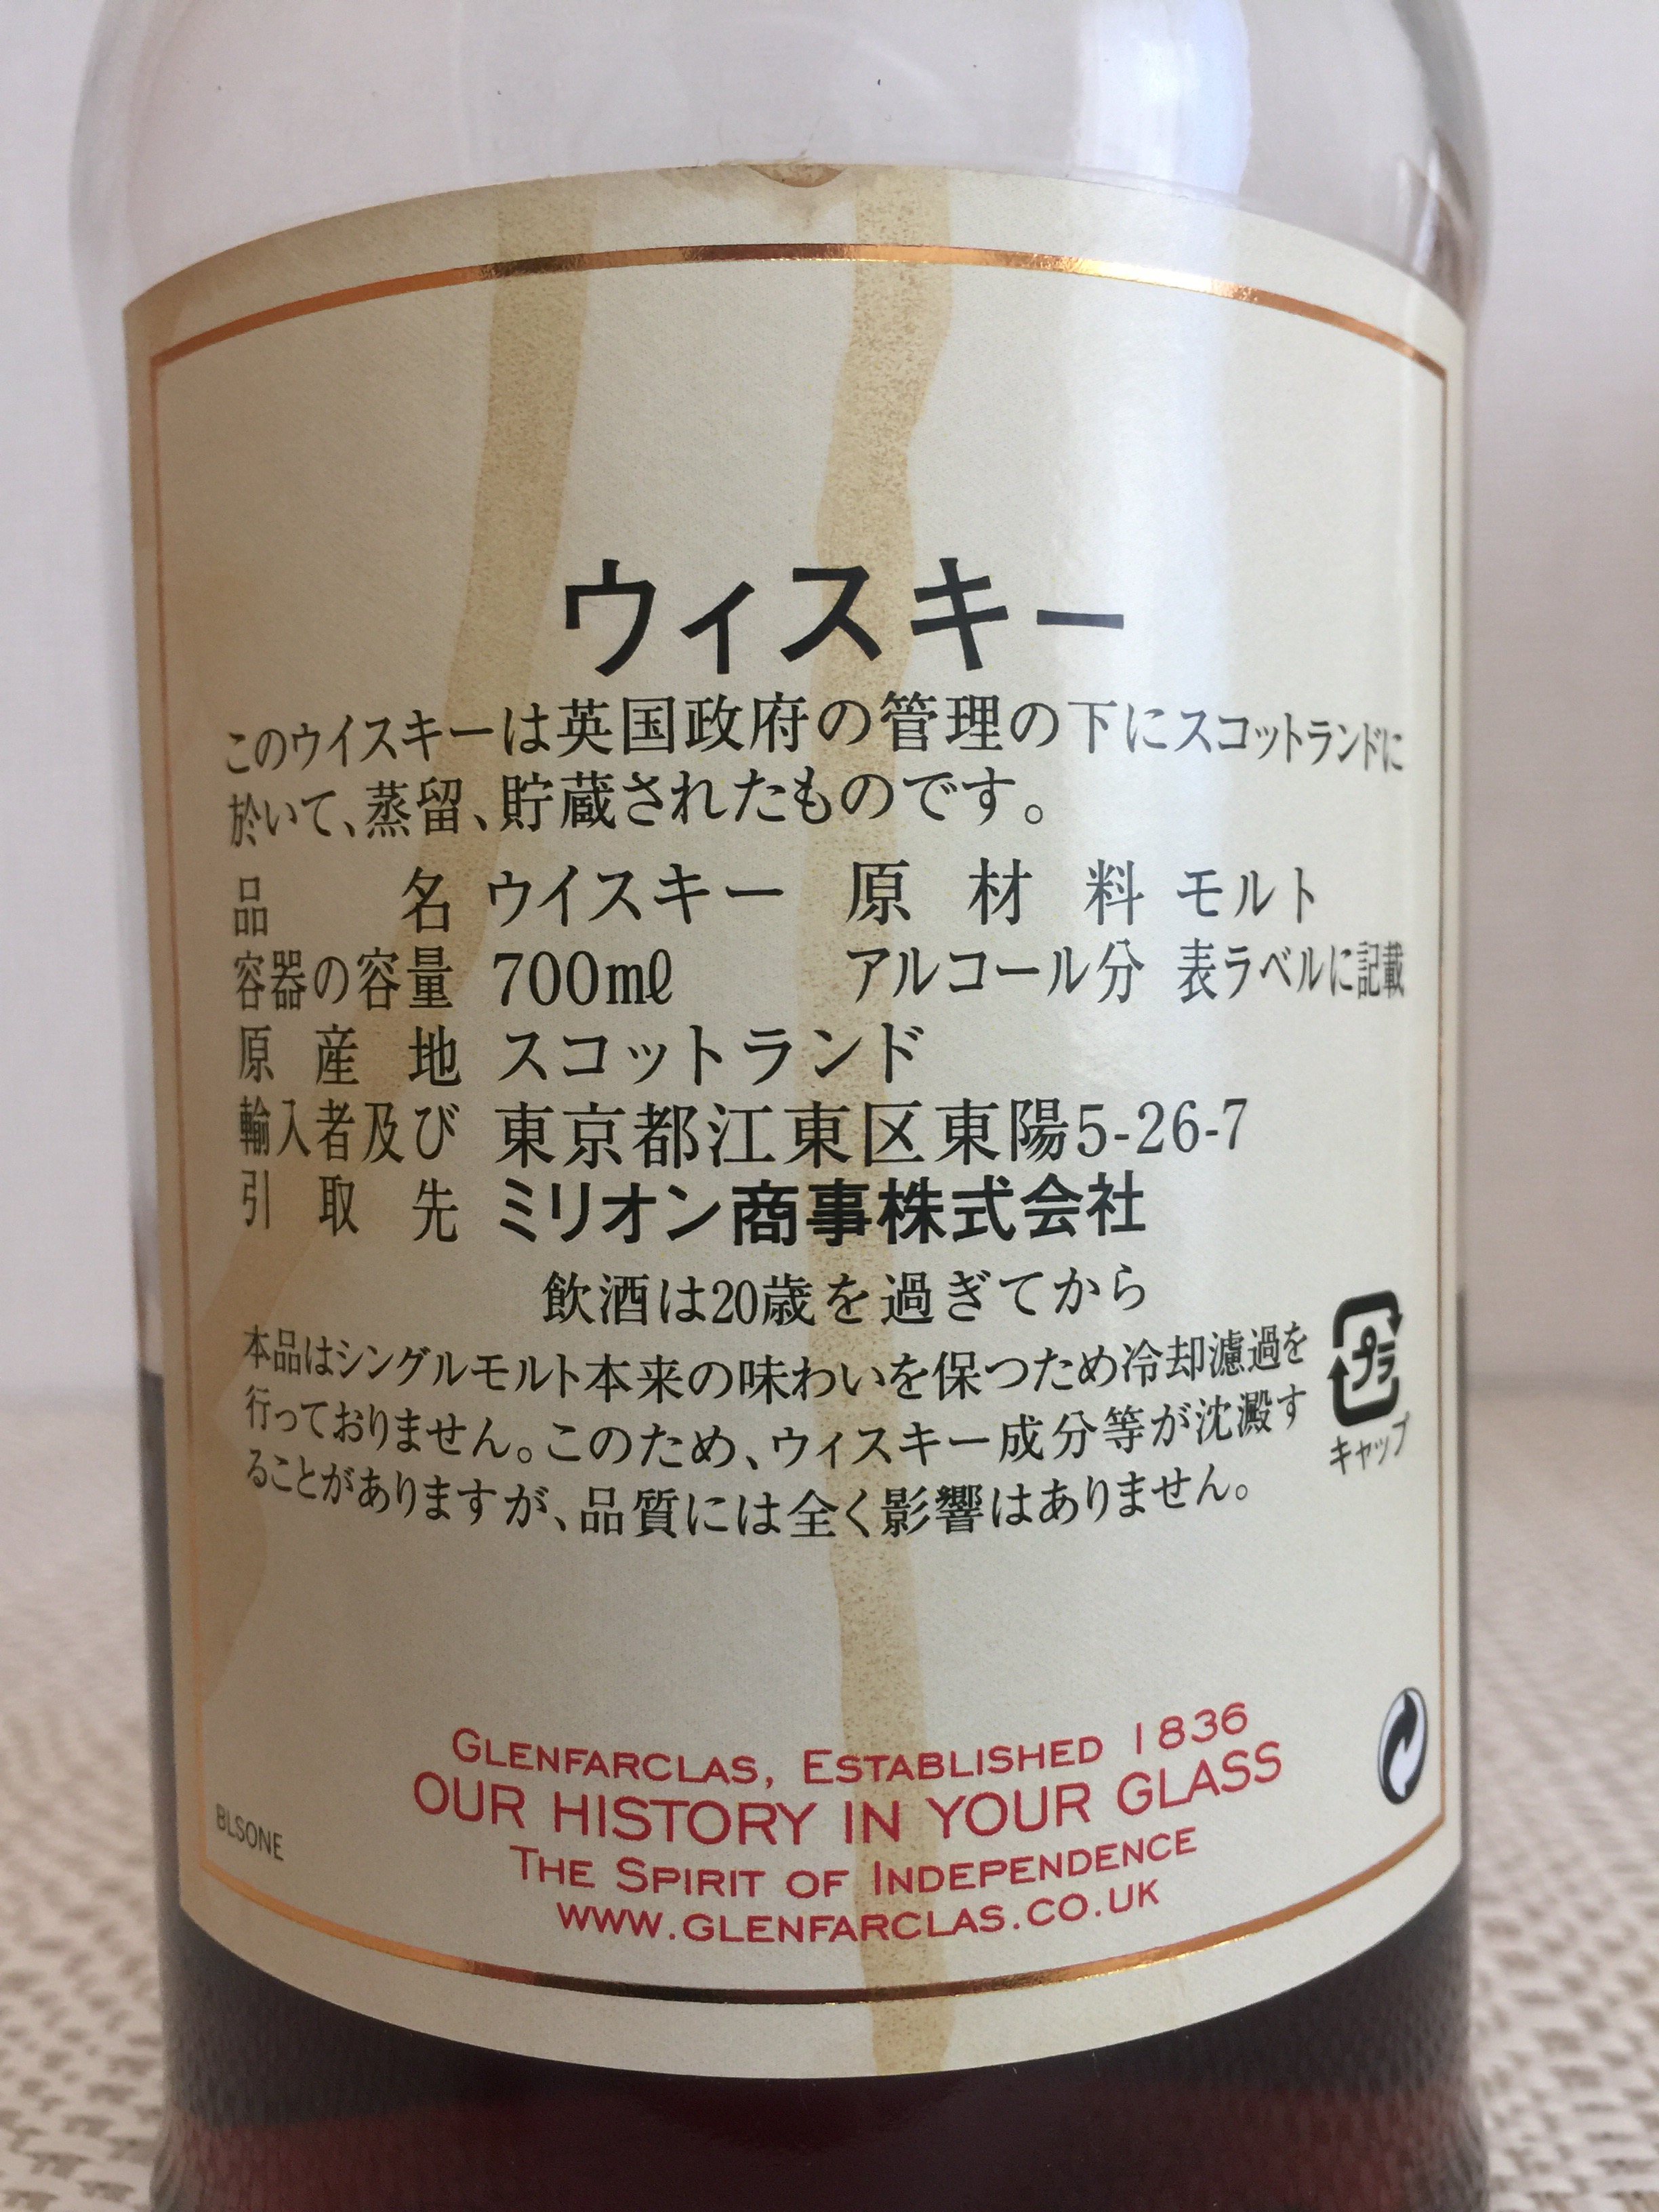 ウィスキー
このウイスキーは英国政府の管理の下にスコットランドに
於いて、蒸留、貯蔵されたものです。
品名 ウイスキー 原材料 モルト
容器の容量 700mℓ アルコール分 表ラベルに記載
原産地 スコットランド
輸入者及び 東京都江東区東陽5-26-7
引取先 ミリオン商事株式会社
飲酒は20歳を過ぎてから
本品はシングルモルト本来の味わいを保つため冷却濾過を
行っておりません。このため、ウィスキー成分等が沈澱す
ることがありますが、品質には全く影響はありません。
プラ
キャップ
GLENFARCLAS, ESTABLISHED 1836
OUR HISTORY IN YOUR GLASS
THE SPIRIT OF INDEPENDENCE
WWW.GLENFARCLAS.CO.UK
BLSONE